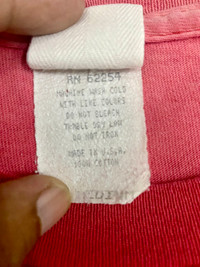 RN 62254
MACHINE WASH COLD
WITH LIKE COLORS
DO NOT BLEACH
TUMBLE DRY LOW
DO NOT IRON
MADE IN U.S.A.
100% COTTON